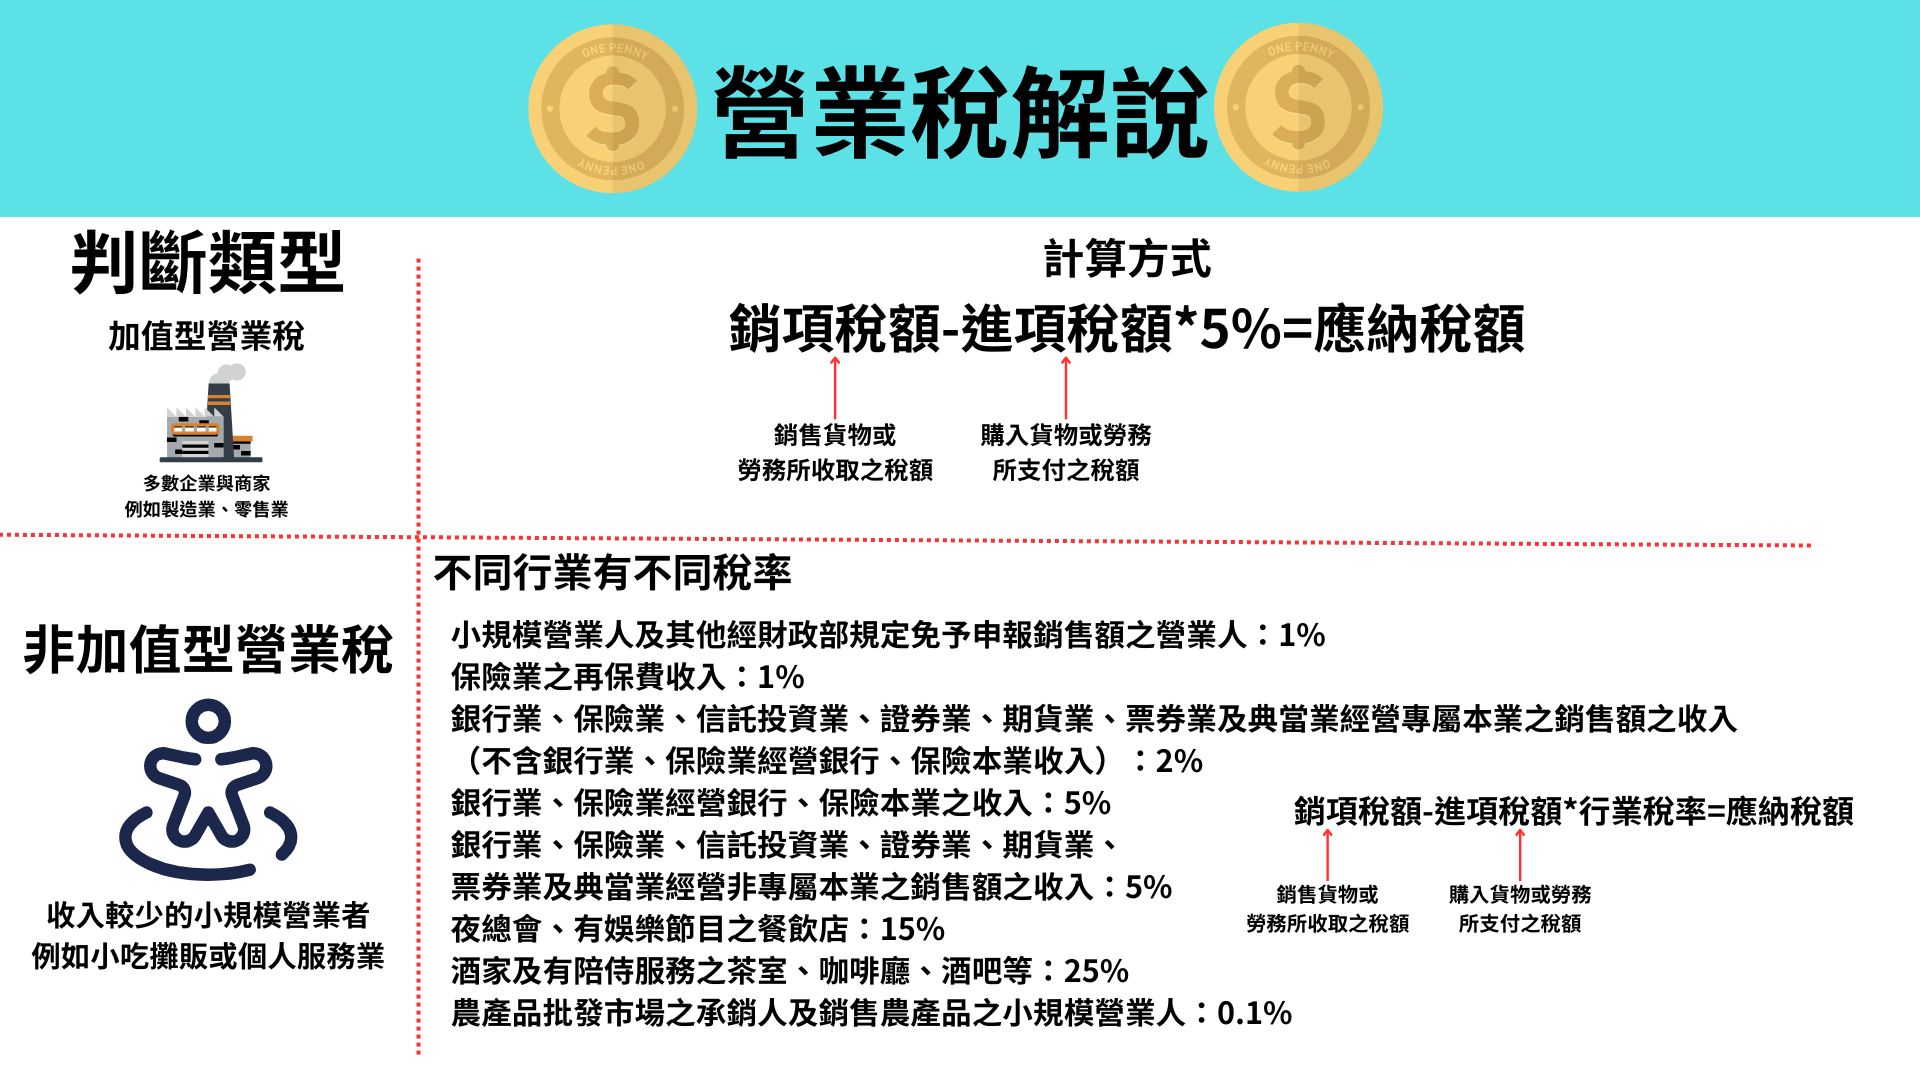 ONE PENNY
ONE PENNY
營業稅解說
ONE PENNY
ONE PENNY
判斷類型
加值型營業稅
多數企業與商家
例如製造業、零售業
計算方式
銷項稅額-進項稅額*5%=應納稅額
銷售貨物或
勞務所收取之稅額
購入貨物或勞務
所支付之稅額
非加值型營業稅
收入較少的小規模營業者
例如小吃攤販或個人服務業
不同行業有不同稅率
小規模營業人及其他經財政部規定免予申報銷售額之營業人：1%
保險業之再保費收入：1%
銀行業、保險業、信託投資業、證券業、期貨業、票券業及典當業經營專屬本業之銷售額之收入
（不含銀行業、保險業經營銀行、保險本業收入）：2%
銀行業、保險業經營銀行、保險本業之收入：5%
銀行業、保險業、信託投資業、證券業、期貨業、
票券業及典當業經營非專屬本業之銷售額之收入：5%
夜總會、有娛樂節目之餐飲店：15%
酒家及有陪侍服務之茶室、咖啡廳、酒吧等：25%
農產品批發市場之承銷人及銷售農產品之小規模營業人：0.1%
銷項稅額-進項稅額*行業稅率=應納稅額
銷售貨物或
勞務所收取之稅額
購入貨物或勞務
所支付之稅額